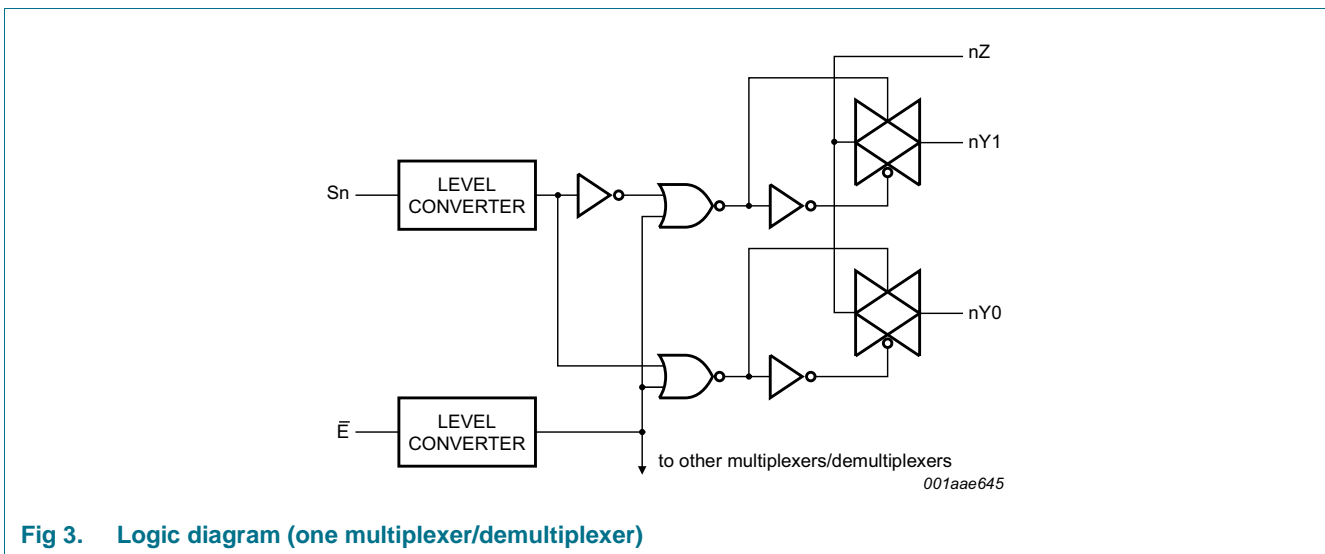 nZ
nY1
Sn
LEVEL
CONVERTER
nY0
E̅
LEVEL
CONVERTER
to other multiplexers/demultiplexers
001aae645
Fig 3. Logic diagram (one multiplexer/demultiplexer)